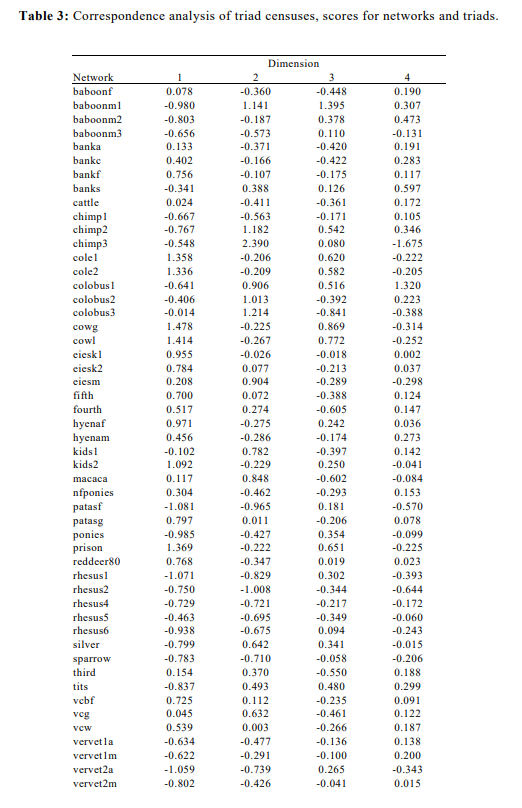 Table 3: Correspondence analysis of triad censuses, scores for networks and triads.
Dimension
Network 1 2 3 4
baboonf 0.078 -0.360 -0.448 0.190
baboonm1 -0.980 1.141 1.395 0.307
baboonm2 -0.803 -0.187 0.378 0.473
baboonm3 -0.656 -0.573 0.110 -0.131
banka 0.133 -0.371 -0.420 0.191
bankc 0.402 -0.166 -0.422 0.283
bankf 0.756 -0.107 -0.175 0.117
banks -0.341 0.388 0.126 0.597
cattle 0.024 -0.411 -0.361 0.172
chimp1 -0.667 -0.563 -0.171 0.105
chimp2 -0.767 1.182 0.542 0.346
chimp3 -0.548 2.390 0.080 -1.675
cole1 1.358 -0.206 0.620 -0.222
cole2 1.336 -0.209 0.582 -0.205
colobus1 -0.641 0.906 0.516 1.320
colobus2 -0.406 1.013 -0.392 0.223
colobus3 -0.014 1.214 -0.841 -0.388
cowg 1.478 -0.225 0.869 -0.314
cowl 1.414 -0.267 0.772 -0.252
eiesk1 0.955 -0.026 -0.018 0.002
eiesk2 0.784 0.077 -0.213 0.037
eiesm 0.208 0.904 -0.289 -0.298
fifth 0.700 0.072 -0.388 0.124
fourth 0.517 0.274 -0.605 0.147
hyenaf 0.971 -0.275 0.242 0.036
hyenam 0.456 -0.286 -0.174 0.273
kids1 -0.102 0.782 -0.397 0.142
kids2 1.092 -0.229 0.250 -0.041
macaca 0.117 0.848 -0.602 -0.084
nfponies 0.304 -0.462 -0.293 0.153
patasf -1.081 -0.965 0.181 -0.570
patasg 0.797 0.011 -0.206 0.078
ponies -0.985 -0.427 0.354 -0.099
prison 1.369 -0.222 0.651 -0.225
reddeer80 0.768 -0.347 0.019 0.023
rhesus1 -1.071 -0.829 0.302 -0.393
rhesus2 -0.750 -1.008 -0.344 -0.644
rhesus4 -0.729 -0.721 -0.217 -0.172
rhesus5 -0.463 -0.695 -0.349 -0.060
rhesus6 -0.938 -0.675 0.094 -0.243
silver -0.799 0.642 0.341 -0.015
sparrow -0.783 -0.710 -0.058 -0.206
third 0.154 0.370 -0.550 0.188
tits -0.837 0.493 0.480 0.299
vcbf 0.725 0.112 -0.235 0.091
vcg 0.045 0.632 -0.461 0.122
vcw 0.539 0.003 -0.266 0.187
vervet1a -0.634 -0.477 -0.136 0.138
vervet1m -0.622 -0.291 -0.100 0.200
vervet2a -1.059 -0.739 0.265 -0.343
vervet2m -0.802 -0.426 -0.041 0.015